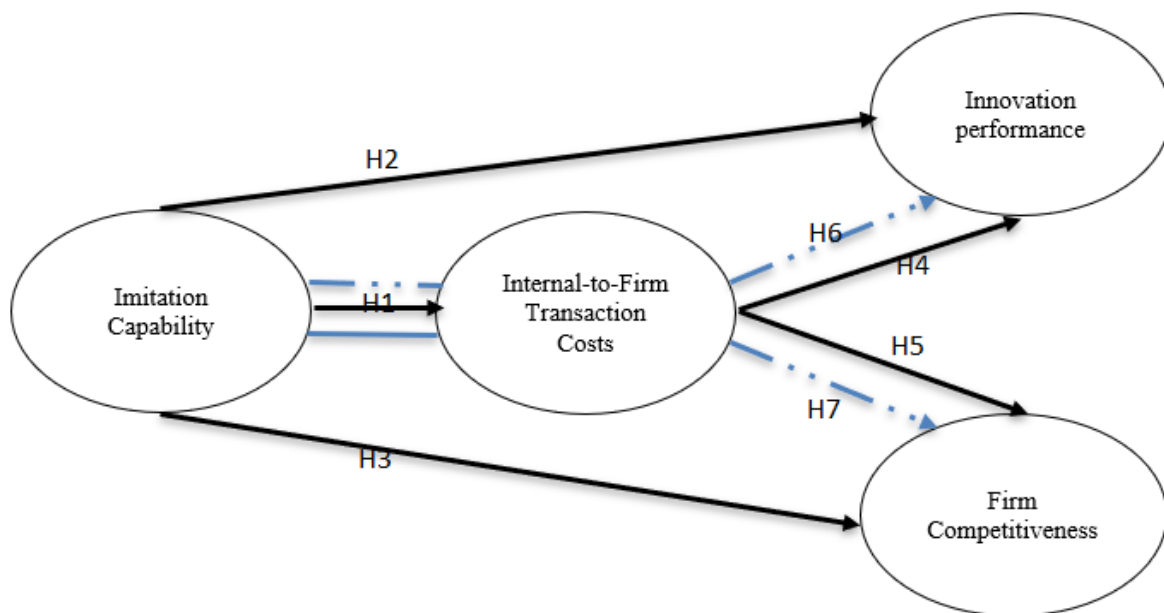 Innovation
performance
H2
H6
H4
Imitation
Capability
H1
Internal-to-Firm
Transaction
Costs
H5
H7
H3
Firm
Competitiveness